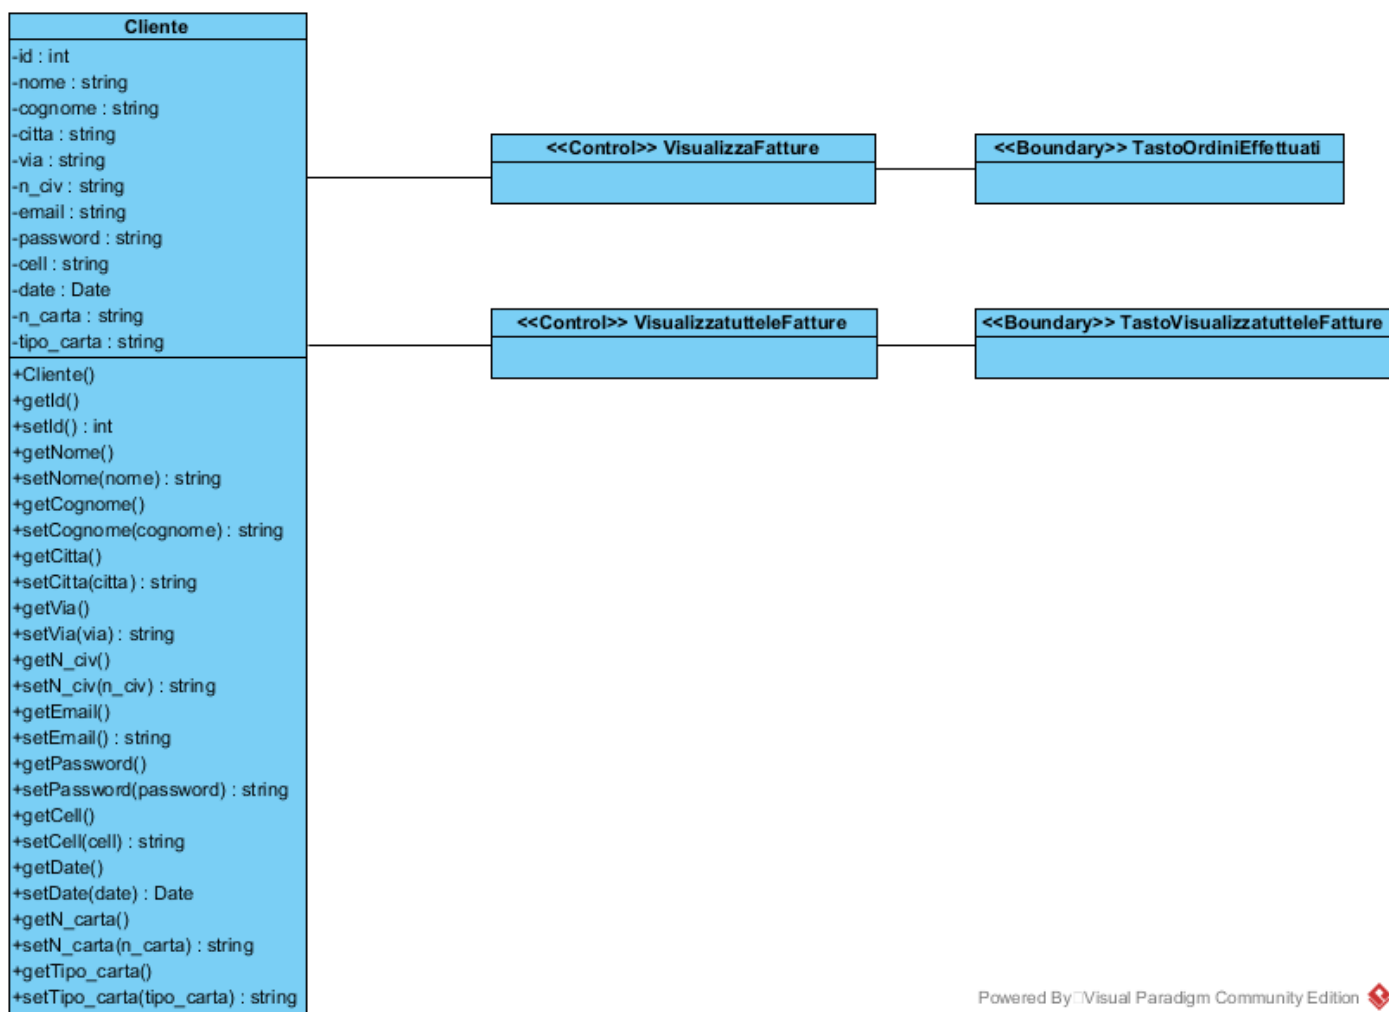 Cliente
-id : int
-nome : string
-cognome : string
-citta : string
-via : string
-n_civ : string
-email : string
-password : string
-cell : string
-date : Date
-n_carta : string
-tipo_carta : string
+Cliente()
+getId()
+setId() : int
+getNome()
+setNome(nome) : string
+getCognome()
+setCognome(cognome) : string
+getCitta()
+setCitta(citta) : string
+getVia()
+setVia(via) : string
+getN_civ()
+setN_civ(n_civ) : string
+getEmail()
+setEmail() : string
+getPassword()
+setPassword(password) : string
+getCell()
+setCell(cell) : string
+getDate()
+setDate(date) : Date
+getN_carta()
+setN_carta(n_carta) : string
+getTipo_carta()
+setTipo_carta(tipo_carta) : string
<<Control>> VisualizzaFatture
<<Boundary>> TastoOrdiniEffettuati
<<Control>> VisualizzatutteleFatture
<<Boundary>> TastoVisualizzatutteleFatture
Powered By Visual Paradigm Community Edition